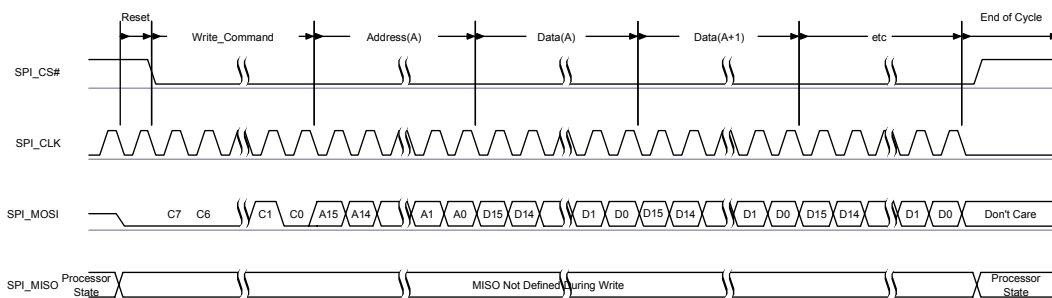 Reset
End of Cycle
Write_Command Address(A) Data(A) Data(A+1) etc
SPI_CS#
SPI_CLK
SPI_MOSI C7 C6 C1 C0 A15 A14 A1 A0 D15 D14 D1 D0 D15 D14 D1 D0 D15 D14 D1 D0 Don't Care
SPI_MISO Processor State MISO Not Defined During Write Processor State